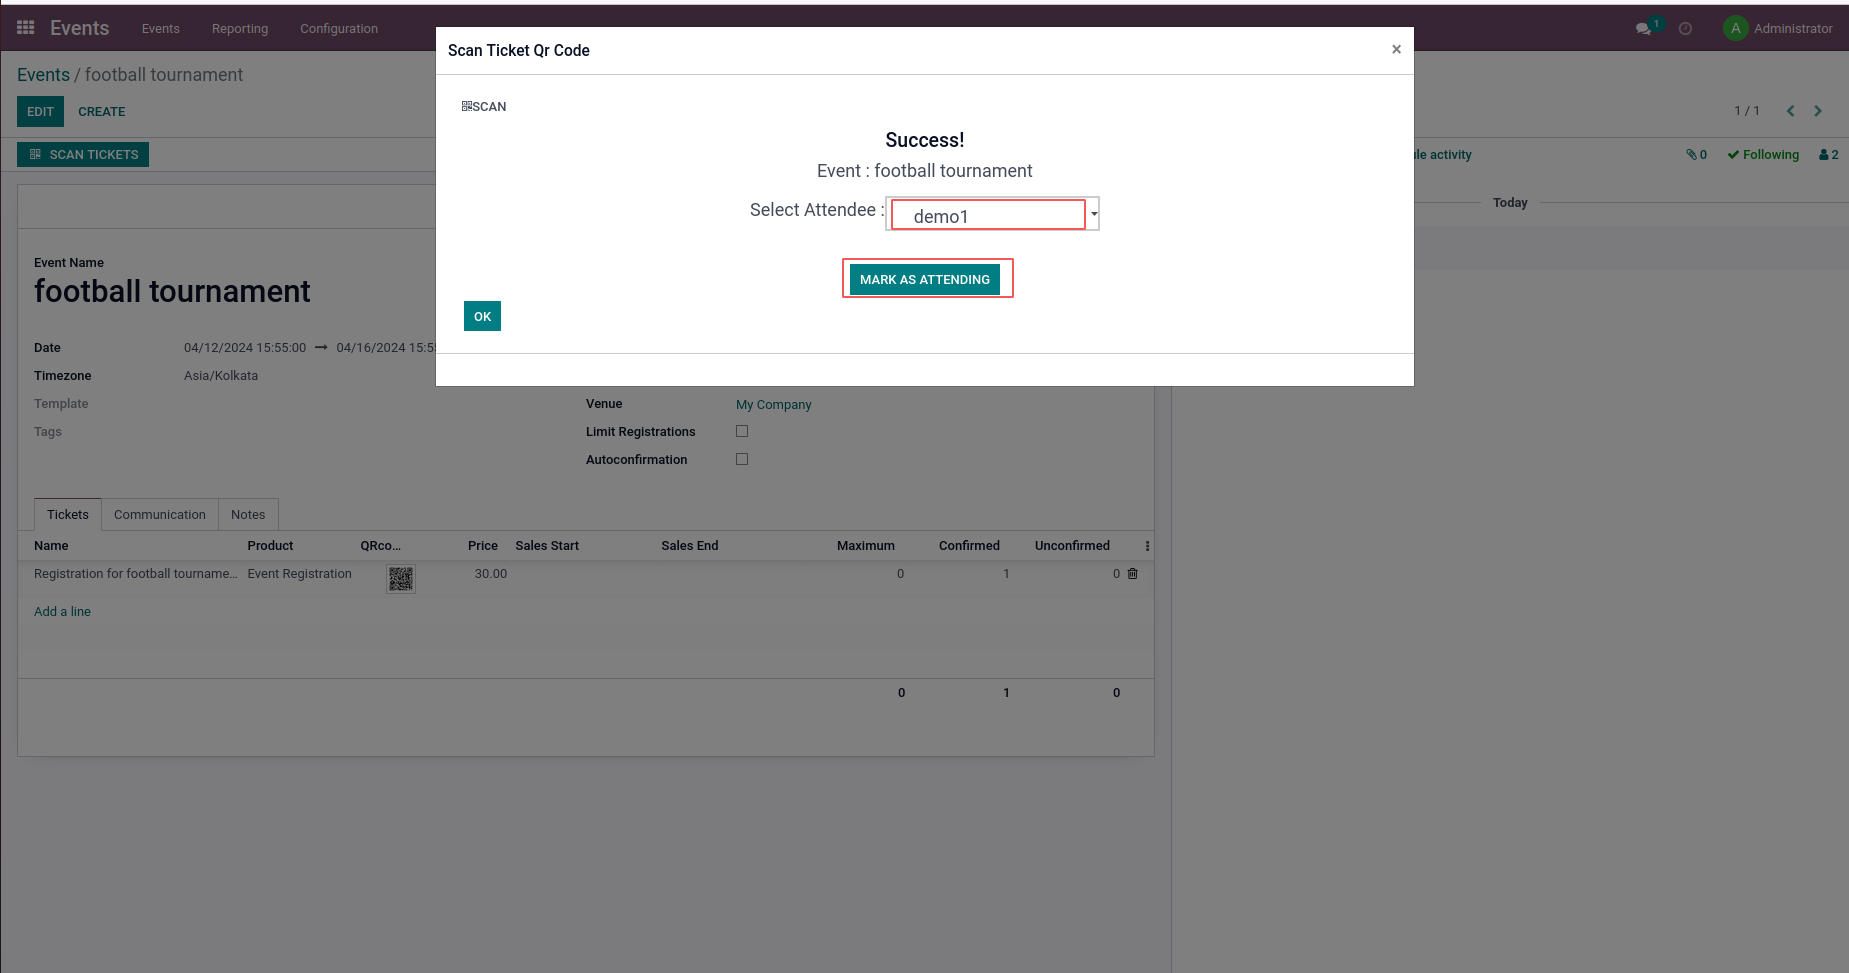 Events Events Reporting Configuration 1 A Administrator
Scan Ticket Qr Code ×
Events / football tournament
EDIT CREATE 1 / 1
SCAN TICKETS activity 0 Following 2
SCAN
Success!
Event : football tournament
Select Attendee : demo1
MARK AS ATTENDING
OK
Today
Event Name
football tournament
Date 04/12/2024 15:55:00 → 04/16/2024
Timezone Asia/Kolkata
Template Venue My Company
Tags Limit Registrations
Autoconfirmation
Tickets Communication Notes
Name Product QRco... Price Sales Start Sales End Maximum Confirmed Unconfirmed
Registration for football tourname... Event Registration 30.00 0 1 0
Add a line
0 1 0